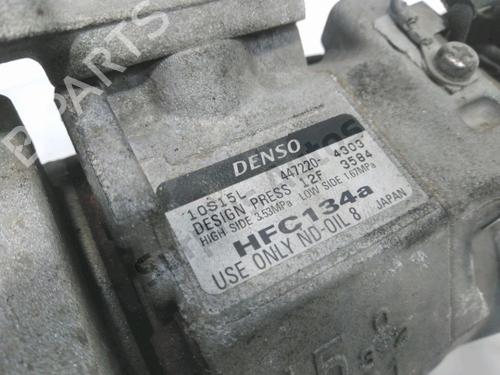 B-PARTS
DENSO
10S15L 447220-4303
DESIGN PRESS 12F 3584
HIGH SIDE 3.53MPa LOW SIDE 1.67MPa
HFC134a
USE ONLY ND-OIL 8 JAPAN